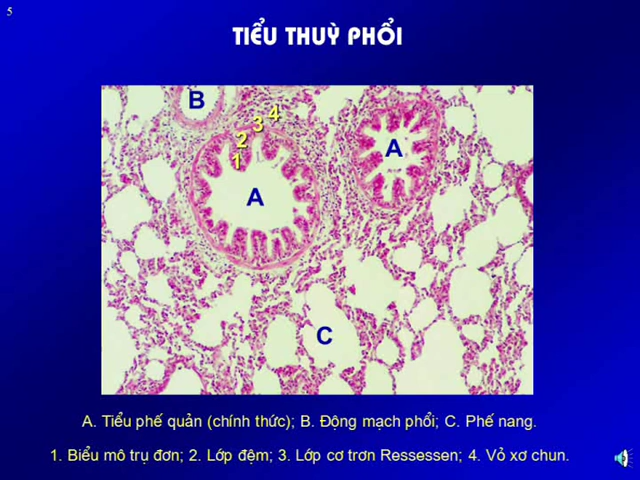 5
TIỂU THUỲ PHỔI
B
4
3
2
1
A
A
C
A. Tiểu phế quản (chính thức); B. Động mạch phổi; C. Phế nang.
1. Biểu mô trụ đơn; 2. Lớp đệm; 3. Lớp cơ trơn Ressessen; 4. Vỏ xơ chun.